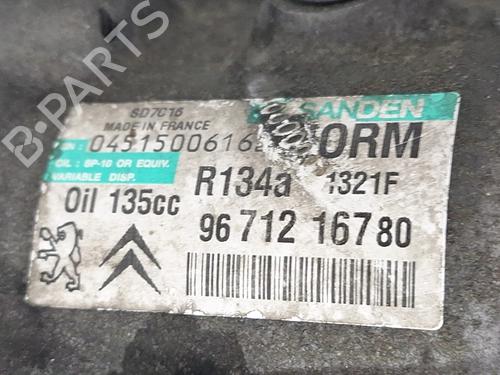 B-PARTS
SD7C16
MADE IN FRANCE
SANDEN
ORM
OIL : SP-10 OR EQUIV.
VARIABLE DISP.
R134a 1321F
Oil 135cc
96 712 167 80